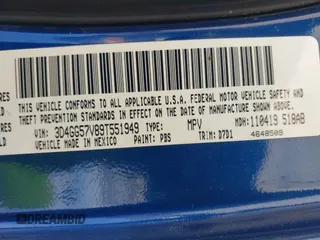 RES
THIS VEHICLE CONFORMS TO ALL APPLICABLE U.S.A. FEDERAL MOTOR VEHICLE SAFETY AND
THEFT PREVENTION STANDARDS IN EFFECT ON THE DATE OF MANUFACTURE SHOWN ABOVE.
VIN: 3D4GG57V89T551949 TYPE: MPV MDH: 110419 518AB
MADE IN MEXICO PAINT: PBS TRIM: D7D1 4648509
DREAMBID